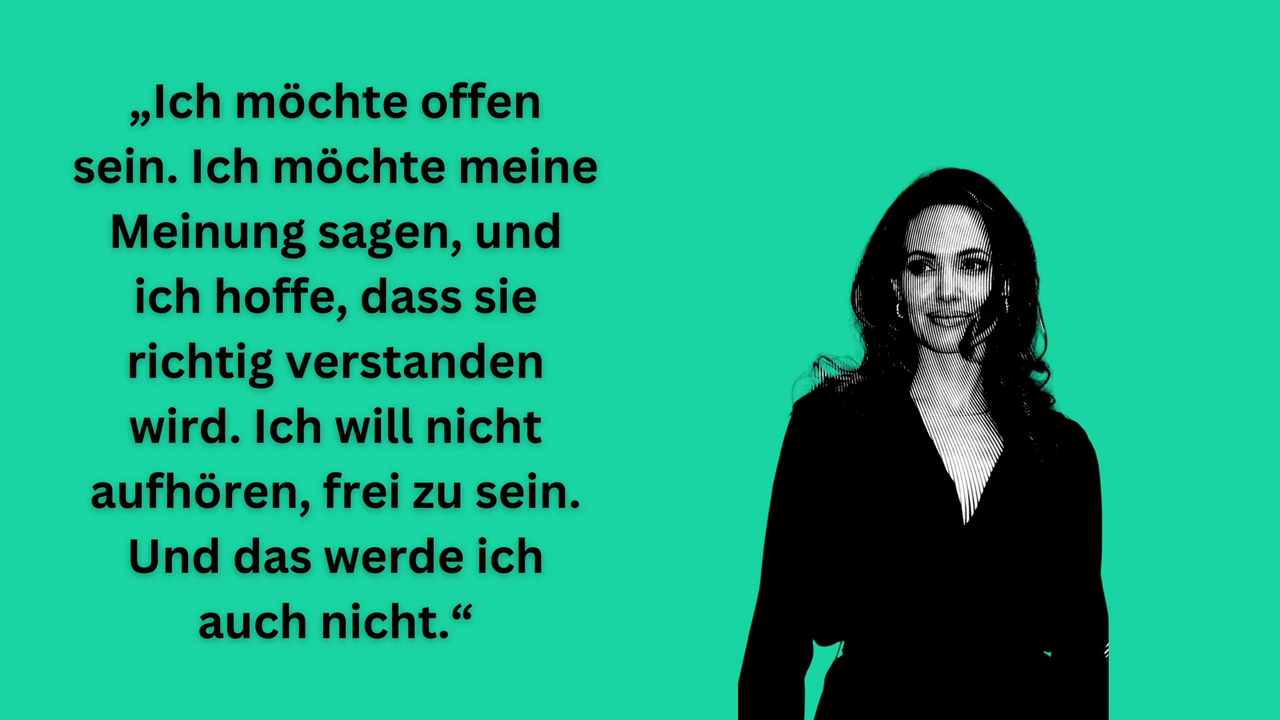 „Ich möchte offen
sein. Ich möchte meine
Meinung sagen, und
ich hoffe, dass sie
richtig verstanden
wird. Ich will nicht
aufhören, frei zu sein.
Und das werde ich
auch nicht.“